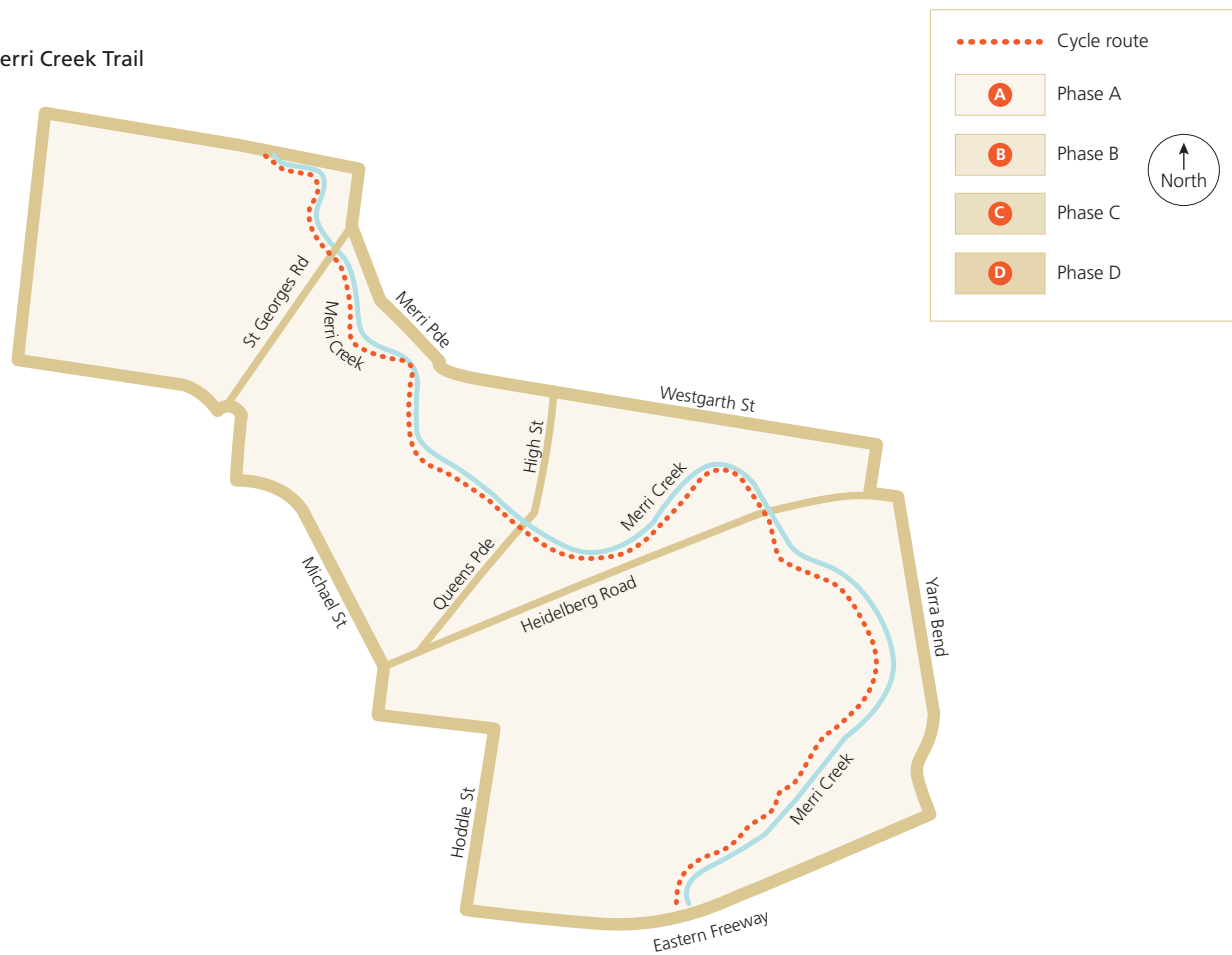 erri Creek Trail
Cycle route
A Phase A
B Phase B
C Phase C
D Phase D
North
St Georges Rd
Merri Creek
Merri Pde
Westgarth St
High St
Merri Creek
Queens Pde
Heidelberg Road
Michael St
Yarra Bend
Merri Creek
Hoddle St
Eastern Freeway